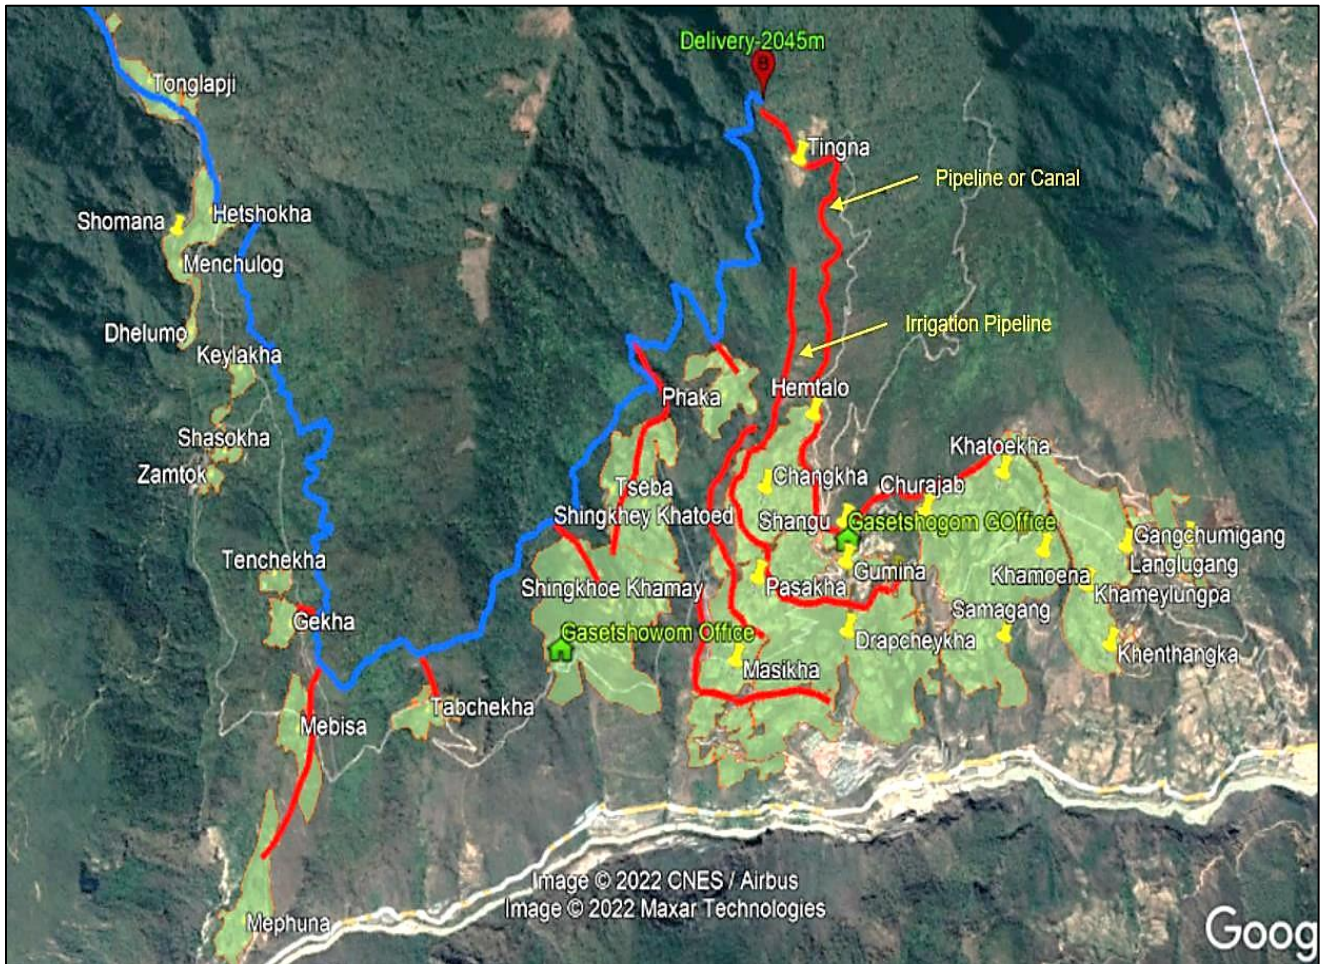 Delivery-2045m
B
Tonglapji
Tingna
Pipeline or Canal
Shomana
Hetshokha
Menchulog
Dhelumo
Irrigation Pipeline
Keylakha
Phaka
Hemtalo
Shasokha
Khatoekha
Zamtok
Changkha
Churajab
Tseba
Shingkhey Khatoed
Shangu
Gasetshogom GOffice
Gangchumigang
Tenchekha
Langlugang
Gumina
Khamoena
Shingkhoe Khamay
Pasakha
Khameylungpa
Samagang
Gekha
Gasetshowom Office
Drapcheykha
Khenthangka
Masikha
Tabchekha
Mebisa
Image © 2022 CNES / Airbus
Image © 2022 Maxar Technologies
Mephuna
Goog